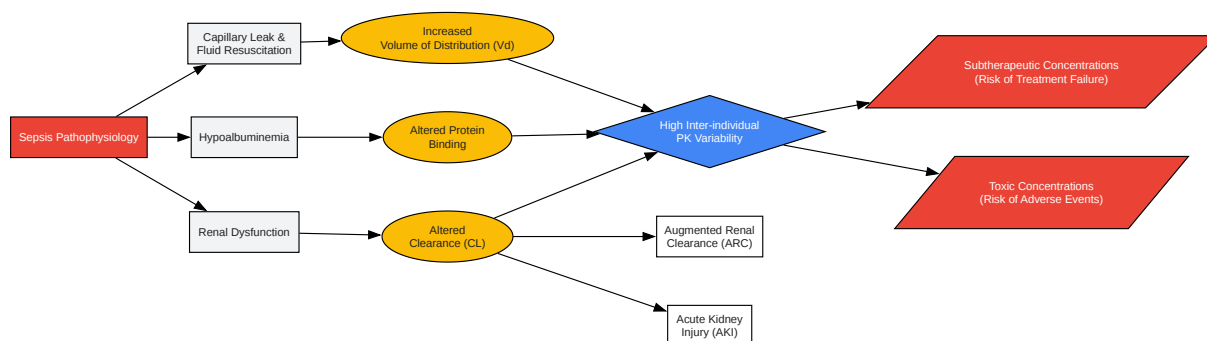 Capillary Leak &
Fluid Resuscitation
Increased
Volume of Distribution (Vd)
Subtherapeutic Concentrations
(Risk of Treatment Failure)
Sepsis Pathophysiology
Hypoalbuminemia
Altered Protein
Binding
High Inter-individual
PK Variability
Toxic Concentrations
(Risk of Adverse Events)
Renal Dysfunction
Altered
Clearance (CL)
Augmented Renal
Clearance (ARC)
Acute Kidney
Injury (AKI)